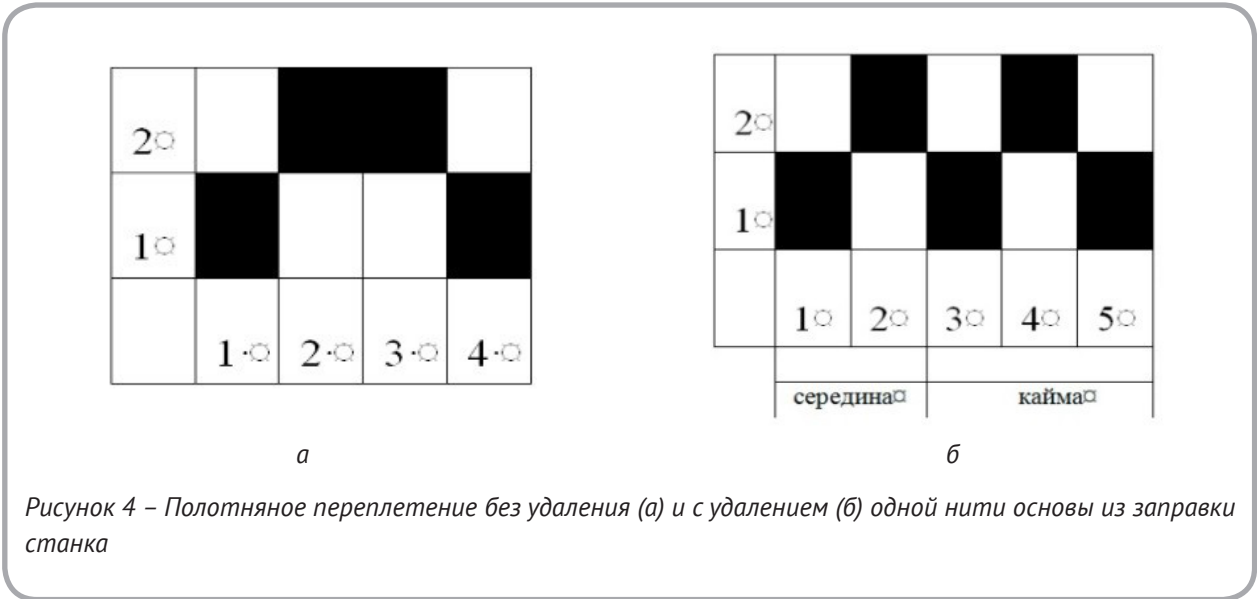 2¤
1¤
1·¤ 2·¤ 3·¤ 4·¤
2¤
1¤
1¤ 2¤ 3¤ 4¤ 5¤
середина¤ кайма¤
а
б
Рисунок 4 – Полотняное переплетение без удаления (а) и с удалением (б) одной нити основы из заправки
станка